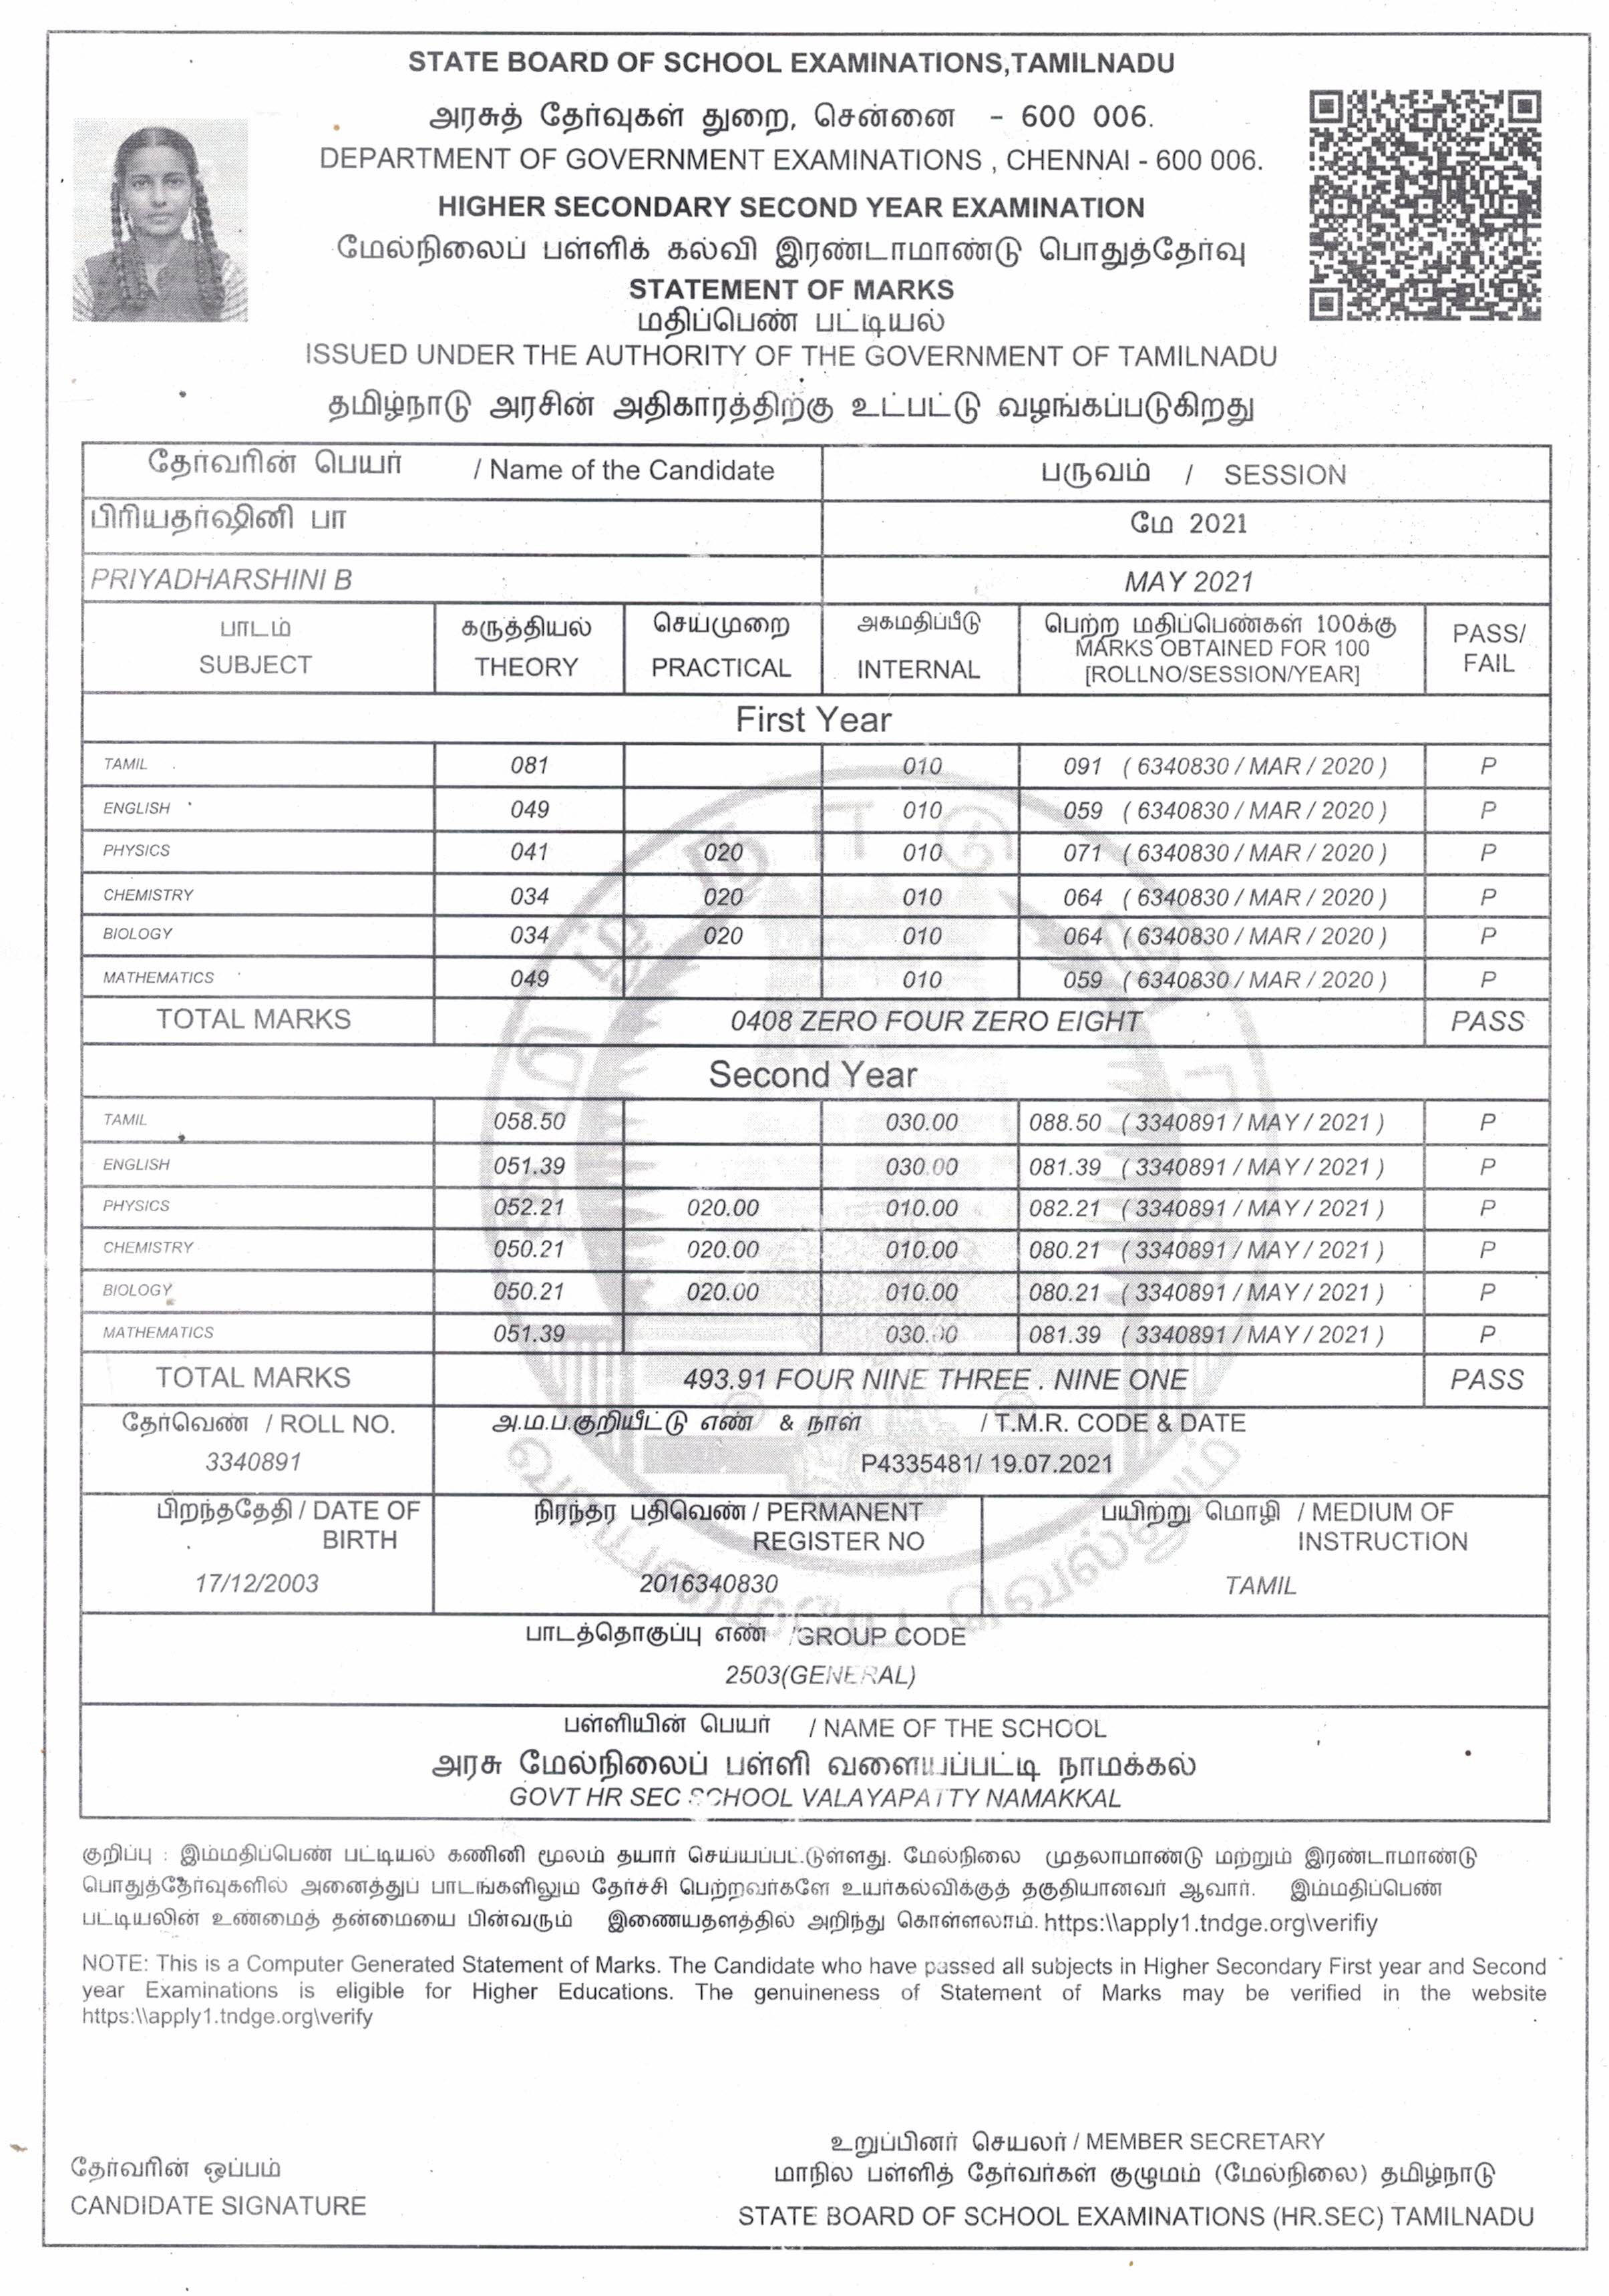 STATE BOARD OF SCHOOL EXAMINATIONS,TAMILNADU
அரசுத் தேர்வுகள் துறை, சென்னை - 600 006.
DEPARTMENT OF GOVERNMENT EXAMINATIONS , CHENNAI - 600 006.
HIGHER SECONDARY SECOND YEAR EXAMINATION
மேல்நிலைப் பள்ளிக் கல்வி இரண்டாமாண்டு பொதுத்தேர்வு
STATEMENT OF MARKS
மதிப்பெண் பட்டியல்
ISSUED UNDER THE AUTHORITY OF THE GOVERNMENT OF TAMILNADU
தமிழ்நாடு அரசின் அதிகாரத்திற்கு உட்பட்டு வழங்கப்படுகிறது
தேர்வரின் பெயர் / Name of the Candidate பருவம் / SESSION
பிரியதர்ஷினி பா மே 2021
PRIYADHARSHINI B MAY 2021
பாடம் கருத்தியல் செய்முறை அகமதிப்பீடு பெற்ற மதிப்பெண்கள் 100க்கு PASS/
SUBJECT THEORY PRACTICAL INTERNAL MARKS OBTAINED FOR 100 FAIL
[ROLLNO/SESSION/YEAR]
First Year
TAMIL 081 010 091 ( 6340830 / MAR / 2020 ) P
ENGLISH 049 010 059 ( 6340830 / MAR / 2020 ) P
PHYSICS 041 020 010 071 ( 6340830 / MAR / 2020 ) P
CHEMISTRY 034 020 010 064 ( 6340830 / MAR / 2020 ) P
BIOLOGY 034 020 010 064 ( 6340830 / MAR / 2020 ) P
MATHEMATICS 049 010 059 ( 6340830 / MAR / 2020 ) P
TOTAL MARKS 0408 ZERO FOUR ZERO EIGHT PASS
Second Year
TAMIL 058.50 030.00 088.50 ( 3340891 / MAY / 2021 ) P
ENGLISH 051.39 030.00 081.39 ( 3340891 / MAY / 2021 ) P
PHYSICS 052.21 020.00 010.00 082.21 ( 3340891 / MAY / 2021 ) P
CHEMISTRY 050.21 020.00 010.00 080.21 ( 3340891 / MAY / 2021 ) P
BIOLOGY 050.21 020.00 010.00 080.21 ( 3340891 / MAY / 2021 ) P
MATHEMATICS 051.39 030.00 081.39 ( 3340891 / MAY / 2021 ) P
TOTAL MARKS 493.91 FOUR NINE THREE . NINE ONE PASS
தேர்வெண் / ROLL NO. அ.ம.ப.குறியீட்டு எண் & நாள் / T.M.R. CODE & DATE
3340891 P4335481/ 19.07.2021
பிறந்ததேதி / DATE OF நிரந்தர பதிவெண் / PERMANENT பயிற்று மொழி / MEDIUM OF
BIRTH REGISTER NO INSTRUCTION
17/12/2003 2016340830 TAMIL
பாடத்தொகுப்பு எண் /GROUP CODE
2503(GENERAL)
பள்ளியின் பெயர் / NAME OF THE SCHOOL
அரசு மேல்நிலைப் பள்ளி வளையப்பட்டி நாமக்கல்
GOVT HR SEC SCHOOL VALAYAPATTY NAMAKKAL
குறிப்பு : இம்மதிப்பெண் பட்டியல் கணினி மூலம் தயார் செய்யப்பட்டுள்ளது. மேல்நிலை முதலாமாண்டு மற்றும் இரண்டாமாண்டு
பொதுத்தேர்வுகளில் அனைத்துப் பாடங்களிலும் தேர்ச்சி பெற்றவர்களே உயர்கல்விக்குத் தகுதியானவர் ஆவார். இம்மதிப்பெண்
பட்டியலின் உண்மைத் தன்மையை பின்வரும் இணையதளத்தில் அறிந்து கொள்ளலாம். https:\\apply1.tndge.org\verifiy
NOTE: This is a Computer Generated Statement of Marks. The Candidate who have passed all subjects in Higher Secondary First year and Second
year Examinations is eligible for Higher Educations. The genuineness of Statement of Marks may be verified in the website
https:\\apply1.tndge.org\verify
உறுப்பினர் செயலர் / MEMBER SECRETARY
தேர்வரின் ஒப்பம் மாநில பள்ளித் தேர்வர்கள் குழுமம் (மேல்நிலை) தமிழ்நாடு
CANDIDATE SIGNATURE STATE BOARD OF SCHOOL EXAMINATIONS (HR.SEC) TAMILNADU